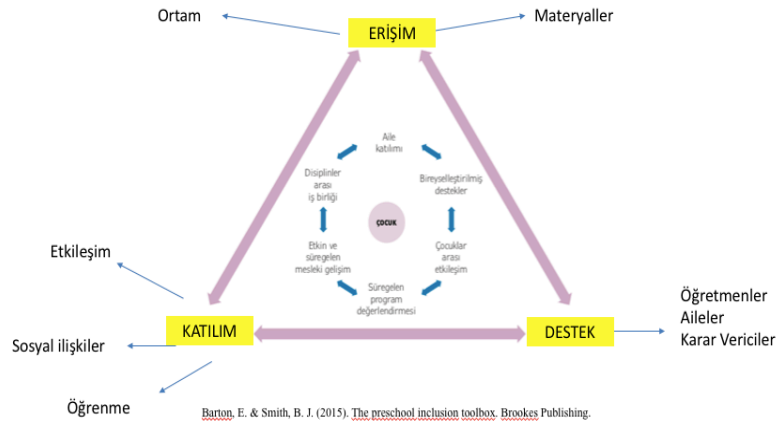 Ortam
Materyaller
ERİŞİM
Aile
katılımı
Disiplinler
arası
iş birliği
Bireyselleştirilmiş
destekler
ÇOCUK
Etkin ve
süregelen
mesleki gelişim
Çocuklar
arası
etkileşim
Süregelen
program
değerlendirmesi
Etkileşim
KATILIM
Sosyal ilişkiler
Öğrenme
DESTEK
Öğretmenler
Aileler
Karar Vericiler
Barton, E. & Smith, B. J. (2015). The preschool inclusion toolbox. Brookes Publishing.